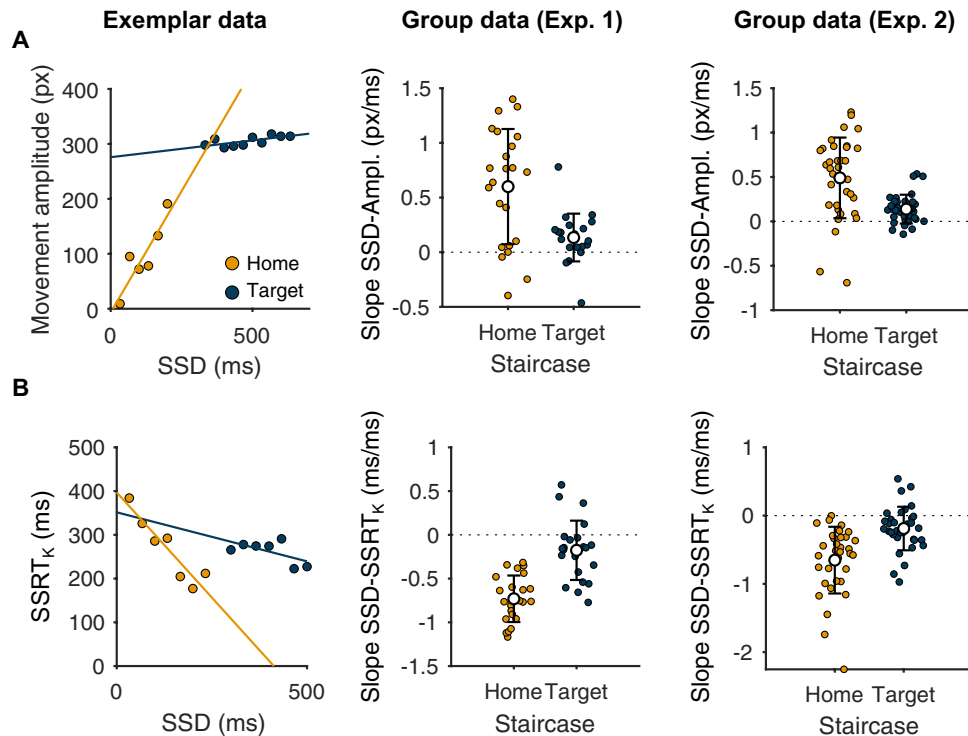 Exemplar data
Group data (Exp. 1)
Group data (Exp. 2)
A
Movement amplitude (px)
400
300
200
100
0
0
500
SSD (ms)
Home
Target
Slope SSD-Ampl. (px/ms)
1.5
1
0.5
0
-0.5
Home Target
Staircase
Slope SSD-Ampl. (px/ms)
1.5
1
0.5
0
-0.5
-1
Home Target
Staircase
B
SSRTK (ms)
500
400
300
200
100
0
0
500
SSD (ms)
Slope SSD-SSRTK (ms/ms)
1
0.5
0
-0.5
-1
-1.5
Home Target
Staircase
Slope SSD-SSRTK (ms/ms)
1
0
-1
-2
Home Target
Staircase